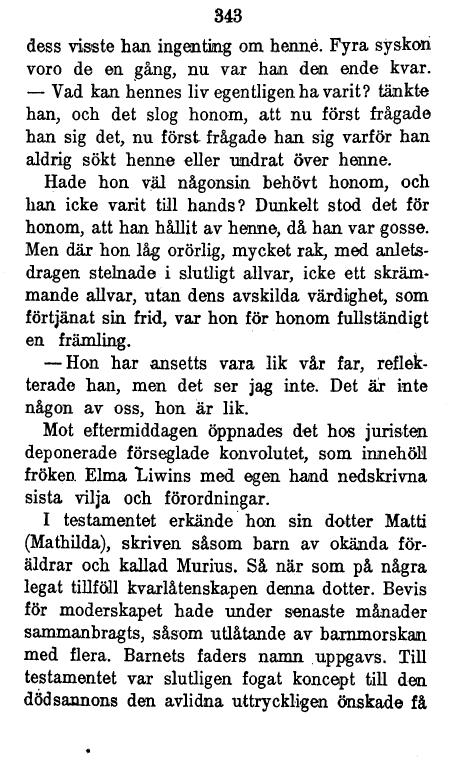 343
dess visste han ingenting om henne. Fyra syskon
voro de en gång, nu var han den ende kvar.
— Vad kan hennes liv egentligen ha varit? tänkte
han, och det slog honom, att nu först frågade
han sig det, nu först frågade han sig varför han
aldrig sökt henne eller undrat över henne.
Hade hon väl någonsin behövt honom, och
han icke varit till hands? Dunkelt stod det för
honom, att han hållit av henne, då han var gosse.
Men där hon låg orörlig, mycket rak, med anlets-
dragen stelnade i slutligt allvar, icke ett skräm-
mande allvar, utan dens avskilda värdighet, som
förtjänat sin frid, var hon för honom fullständigt
en främling.
— Hon har ansetts vara lik vår far, reflek-
terade han, men det ser jag inte. Det är inte
någon av oss, hon är lik.
Mot eftermiddagen öppnades det hos juristen
deponerade förseglade konvolutet, som innehöll
fröken Elma Liwins med egen hand nedskrivna
sista vilja och förordningar.
I testamentet erkände hon sin dotter Matti
(Mathilda), skriven såsom barn av okända för-
äldrar och kallad Murius. Så när som på några
legat tillföll kvarlåtenskapen denna dotter. Bevis
för moderskapet hade under senaste månader
sammanbragts, såsom utlåtande av barnmorskan
med flera. Barnets faders namn uppgavs. Till
testamentet var slutligen fogat koncept till den
dödsannons den avlidna uttryckligen önskade få